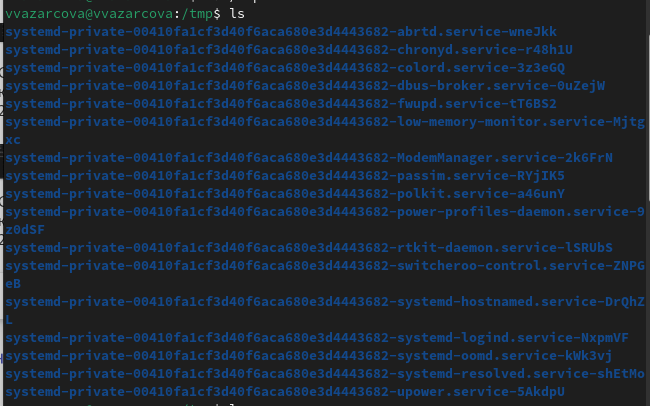 vvazarcova@vvazarcova:/tmp$ ls
systemd-private-00410fa1cf3d40f6aca680e3d4443682-abrtd.service-wneJkk
systemd-private-00410fa1cf3d40f6aca680e3d4443682-chronyd.service-r48h1U
systemd-private-00410fa1cf3d40f6aca680e3d4443682-colord.service-3z3eGQ
systemd-private-00410fa1cf3d40f6aca680e3d4443682-dbus-broker.service-0uZejW
systemd-private-00410fa1cf3d40f6aca680e3d4443682-fwupd.service-tT6BS2
systemd-private-00410fa1cf3d40f6aca680e3d4443682-low-memory-monitor.service-Mjtg
xc
systemd-private-00410fa1cf3d40f6aca680e3d4443682-ModemManager.service-2k6FrN
systemd-private-00410fa1cf3d40f6aca680e3d4443682-passim.service-RYjIK5
systemd-private-00410fa1cf3d40f6aca680e3d4443682-polkit.service-a46unY
systemd-private-00410fa1cf3d40f6aca680e3d4443682-power-profiles-daemon.service-9
z0dSF
systemd-private-00410fa1cf3d40f6aca680e3d4443682-rtkit-daemon.service-lSRUbS
systemd-private-00410fa1cf3d40f6aca680e3d4443682-switcheroo-control.service-ZNPG
eB
systemd-private-00410fa1cf3d40f6aca680e3d4443682-systemd-hostnamed.service-DrQhZ
L
systemd-private-00410fa1cf3d40f6aca680e3d4443682-systemd-logind.service-NxpmVF
systemd-private-00410fa1cf3d40f6aca680e3d4443682-systemd-oomd.service-kWk3vj
systemd-private-00410fa1cf3d40f6aca680e3d4443682-systemd-resolved.service-shEtMo
systemd-private-00410fa1cf3d40f6aca680e3d4443682-upower.service-5AkdpU